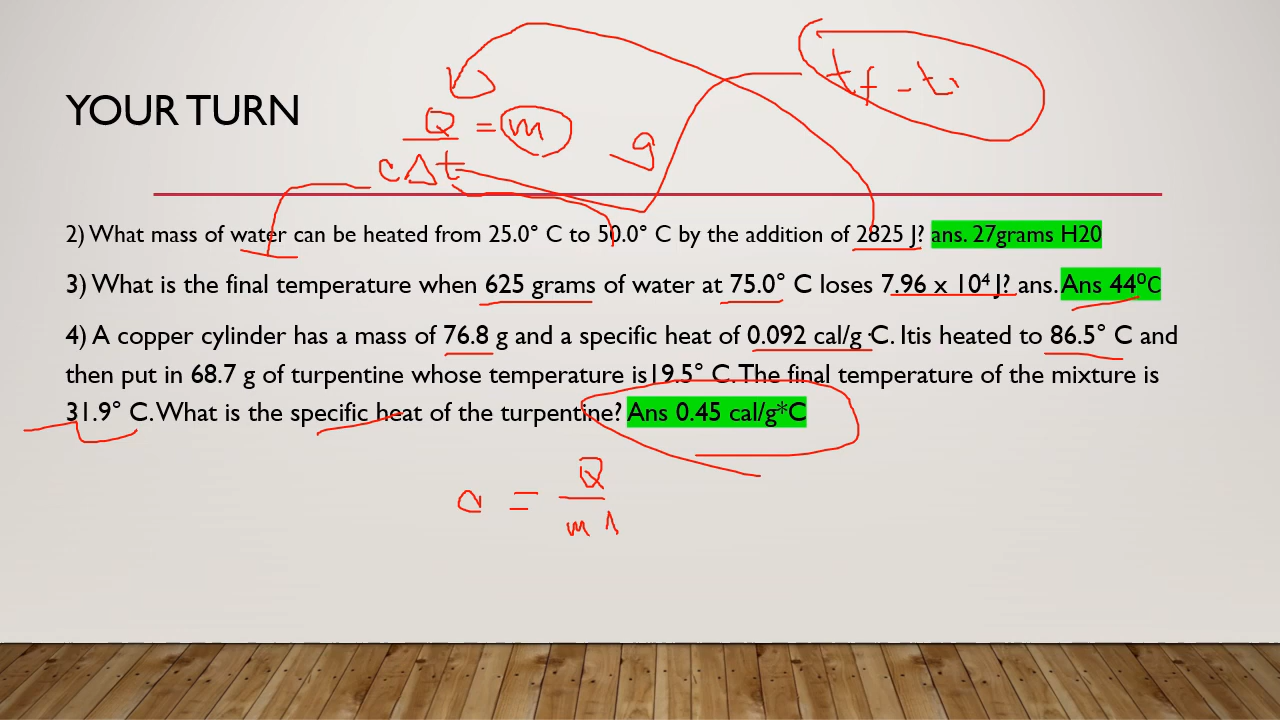 tf - ti
YOUR TURN
Q = m g
cΔt
2) What mass of water can be heated from 25.0° C to 50.0° C by the addition of 2825 J? ans. 27grams H20
3) What is the final temperature when 625 grams of water at 75.0° C loses 7.96 x 10⁴ J? ans. Ans 44⁰C
4) A copper cylinder has a mass of 76.8 g and a specific heat of 0.092 cal/g·C. Itis heated to 86.5° C and
then put in 68.7 g of turpentine whose temperature is19.5° C. The final temperature of the mixture is
31.9° C. What is the specific heat of the turpentine? Ans 0.45 cal/g*C
= Q
m